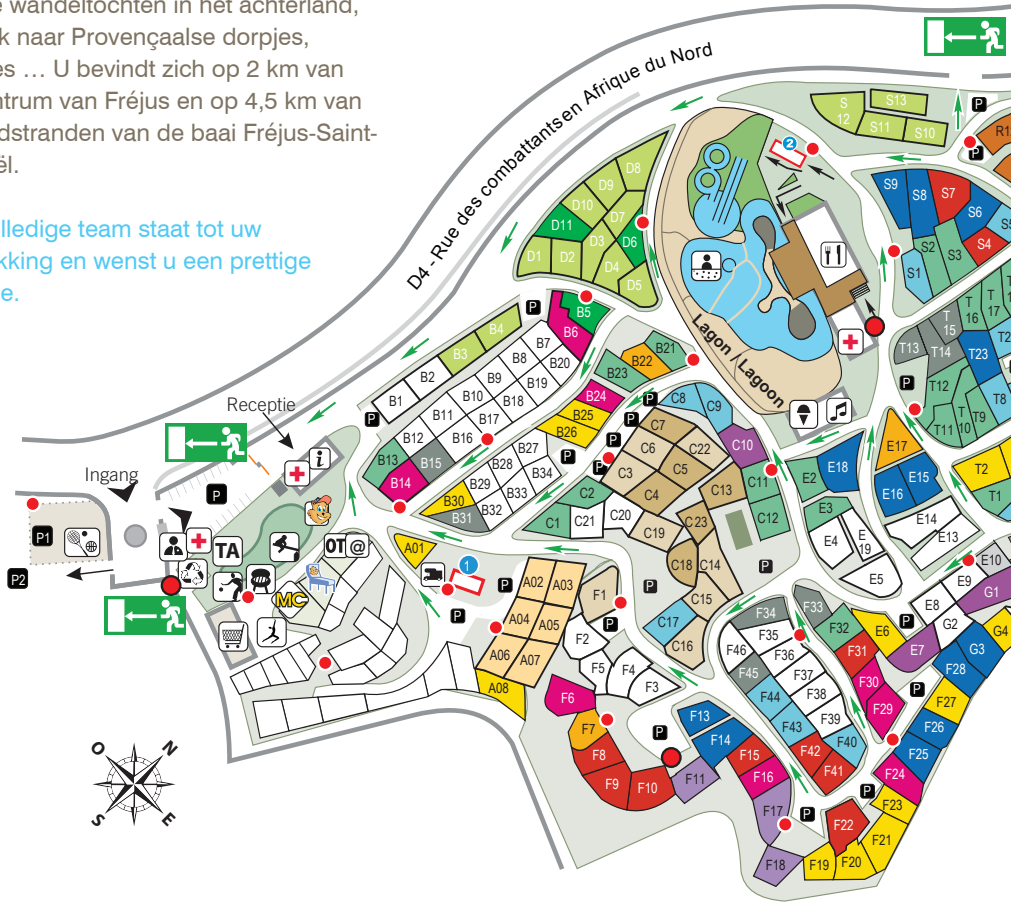 e wandeltochten in het achterland,
k naar Provençaalse dorpjes,
es … U bevindt zich op 2 km van
ntrum van Fréjus en op 4,5 km van
dstranden van de baai Fréjus-Saint-
ël.
lledige team staat tot uw
kking en wenst u een prettige
e.
D4 - Rue des combattants en Afrique du Nord
Lagon / Lagoon
Receptie
Ingang
P1
P2
P
TA
OT @
MC
i
1
2
N
O
S
E
S 12
S13
S11
S10
R1
S9
S8
S7
S6
S5
S4
S3
S2
S1
D8
D9
D10
D7
D11
D6
D3
D1
D2
D4
D5
B5
B6
B4
B3
B2
B1
B7
B8
B20
B9
B19
B10
B18
B11
B17
B12
B16
B13
B15
B14
B21
B22
B23
B24
B25
B26
B27
B28
B34
B29
B33
B30
B32
B31
T 16
T 17
T 15
T13
T14
T23
T2
T12
T8
T11
T 10
T9
T2
T1
C8
C9
C7
C10
C6
C22
C3
C5
C11
C4
C13
C12
C2
C1
C21
C20
C19
C23
C18
C14
C15
C17
C16
E17
E18
E2
E15
E16
E3
E14
E4
E 19
E13
E5
E10
E9
E8
E6
E7
G1
G2
G4
G3
A01
A02
A03
A04
A05
A06
A07
A08
F1
F2
F5
F4
F3
F6
F7
F8
F9
F10
F11
F13
F14
F15
F16
F17
F18
F19
F20
F21
F22
F23
F24
F25
F26
F27
F28
F29
F30
F31
F32
F33
F34
F35
F46
F36
F45
F37
F44
F38
F43
F39
F42
F40
F41